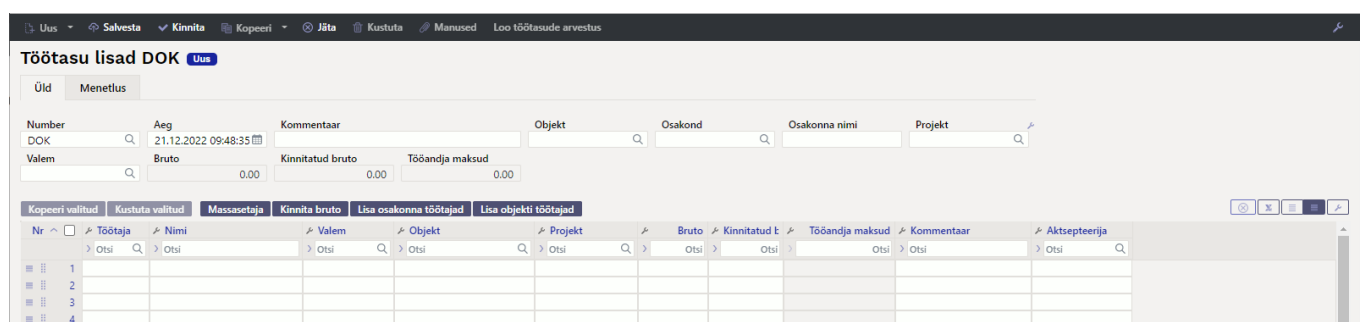 Uus Salvesta Kinnita Kopeeri Jäta Kustuta Manused Loo töötasude arvestus
Töötasu lisad DOK Uus
Üld Menetlus
Number Aeg Kommentaar Objekt Osakond Osakonna nimi Projekt
DOK 21.12.2022 09:48:35
Valem Bruto Kinnitatud bruto Tööandja maksud
0.00 0.00 0.00
Kopeeri valitud Kustuta valitud Massasetaja Kinnita bruto Lisa osakonna töötajad Lisa objekti töötajad
Nr Töötaja Nimi Valem Objekt Projekt Bruto Kinnitatud b Tööandja maksud Kommentaar Aktsepteerija
Otsi Otsi Otsi Otsi Otsi Otsi Otsi Otsi Otsi Otsi
1
2
3
4